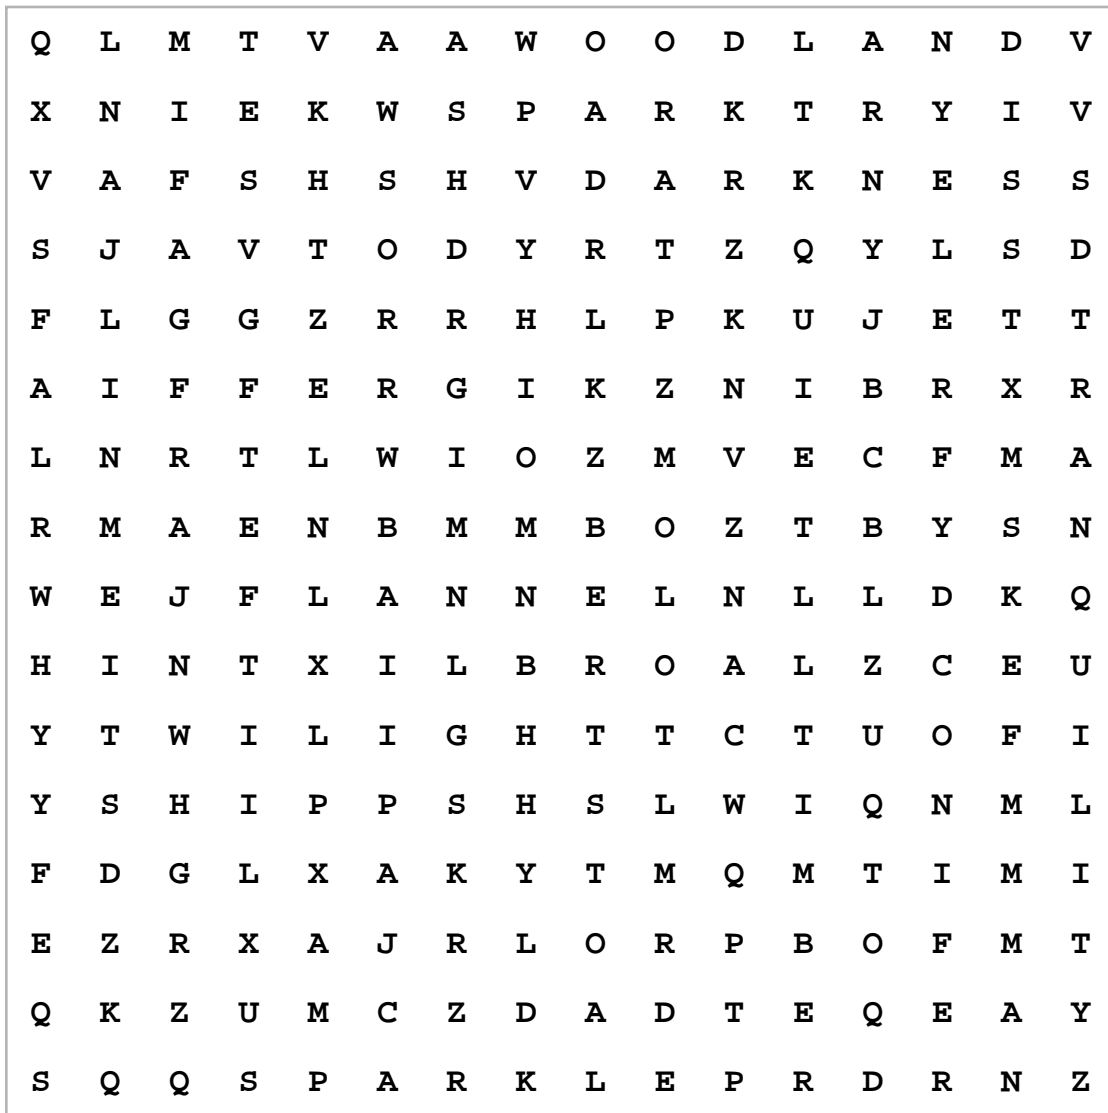 Q L M T V A A W O O D L A N D V
X N I E K W S P A R K T R Y I V
V A F S H S H V D A R K N E S S
S J A V T O D Y R T Z Q Y L S D
F L G G Z R R H L P K U J E T T
A I F F E R G I K Z N I B R X R
L N R T L W I O Z M V E C F M A
R M A E N B M M B O Z T B Y S N
W E J F L A N N E L N L L D K Q
H I N T X I L B R O A L Z C E U
Y T W I L I G H T T C T U O F I
Y S H I P P S H S L W I Q N M L
F D G L X A K Y T M Q M T I M I
E Z R X A J R L O R P B O F M T
Q K Z U M C Z D A D T E Q E A Y
S Q Q S P A R K L E P R D R N Z